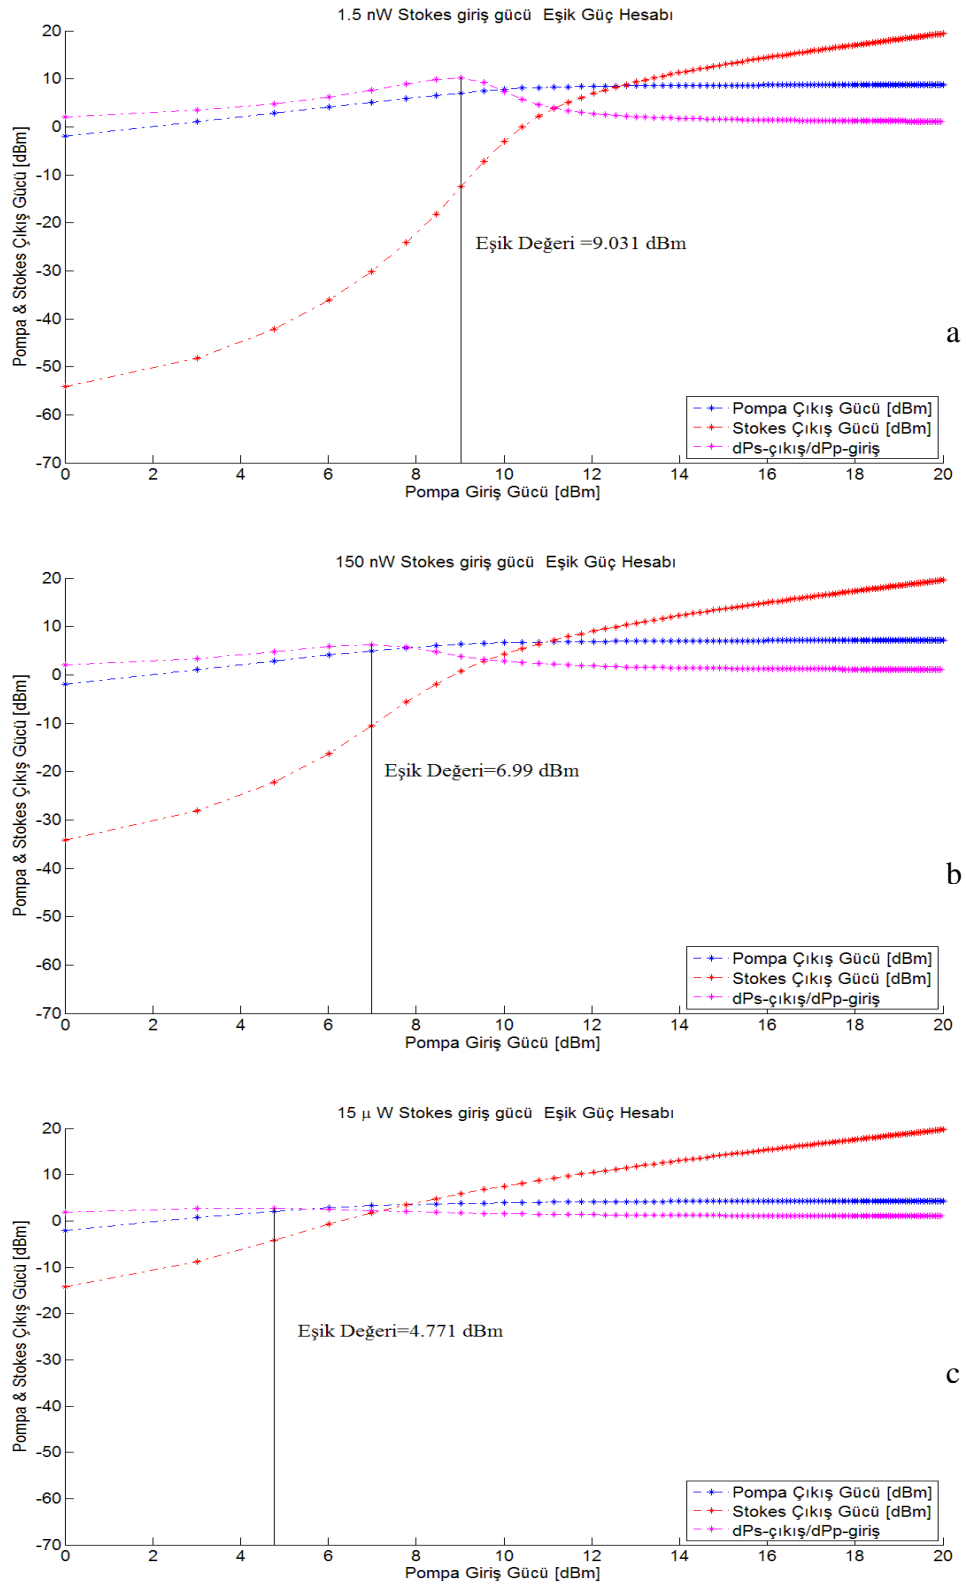 1.5 nW Stokes giriş gücü  Eşik Güç Hesabı
Pompa & Stokes Çıkış Gücü [dBm]
20
10
0
-10
-20
-30
-40
-50
-60
-70
Eşik Değeri =9.031 dBm
a
Pompa Çıkış Gücü [dBm]
Stokes Çıkış Gücü [dBm]
dPs-çıkış/dPp-giriş
0 2 4 6 8 10 12 14 16 18 20
Pompa Giriş Gücü [dBm]
150 nW Stokes giriş gücü  Eşik Güç Hesabı
Pompa & Stokes Çıkış Gücü [dBm]
20
10
0
-10
-20
-30
-40
-50
-60
-70
Eşik Değeri=6.99 dBm
b
Pompa Çıkış Gücü [dBm]
Stokes Çıkış Gücü [dBm]
dPs-çıkış/dPp-giriş
0 2 4 6 8 10 12 14 16 18 20
Pompa Giriş Gücü [dBm]
15 μ W Stokes giriş gücü  Eşik Güç Hesabı
Pompa & Stokes Çıkış Gücü [dBm]
20
10
0
-10
-20
-30
-40
-50
-60
-70
Eşik Değeri=4.771 dBm
c
Pompa Çıkış Gücü [dBm]
Stokes Çıkış Gücü [dBm]
dPs-çıkış/dPp-giriş
0 2 4 6 8 10 12 14 16 18 20
Pompa Giriş Gücü [dBm]